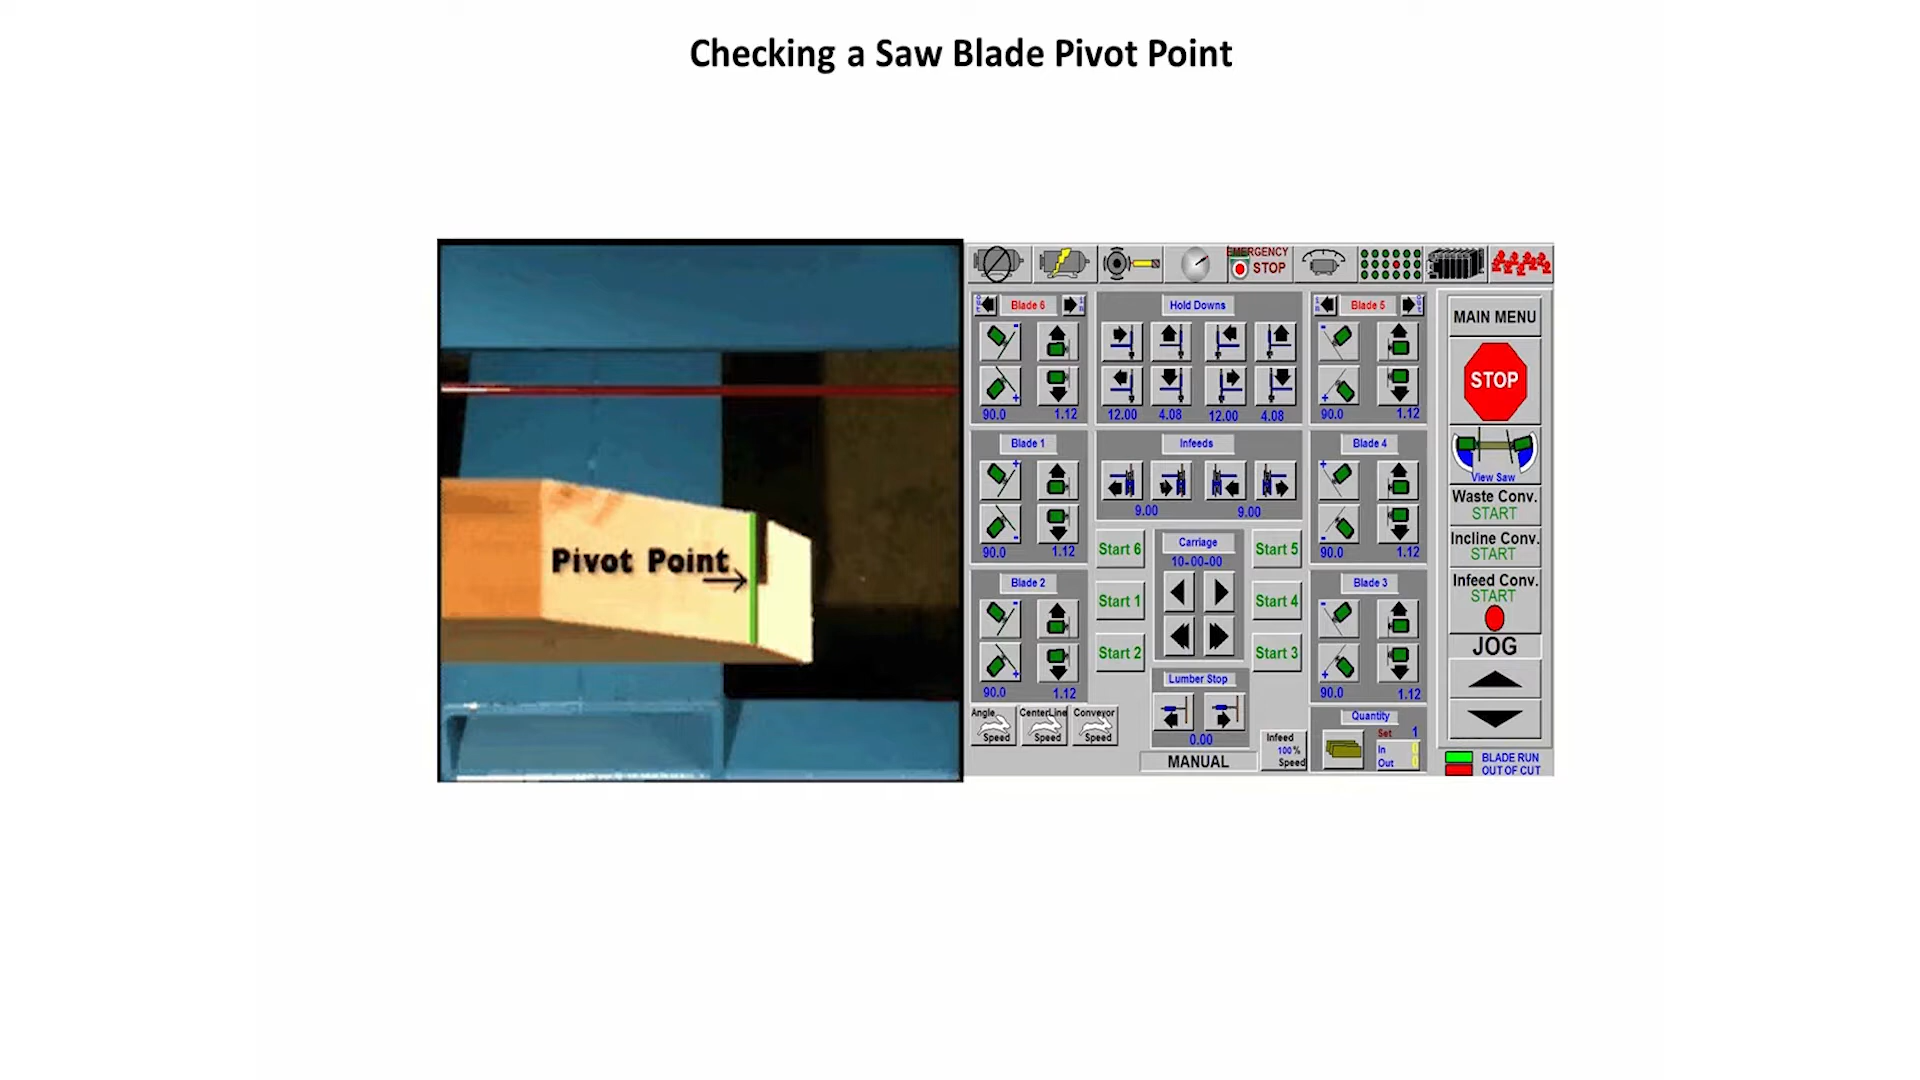 Checking a Saw Blade Pivot Point
Pivot Point
EMERGENCY
STOP
Blade 6
- +
90.0 1.12
Hold Downs
12.00 4.08 12.00 4.08
Blade 5
- +
90.0 1.12
Blade 1
+ -
90.0 1.12
Infeeds
9.00 9.00
Blade 4
+ -
90.0 1.12
Blade 2
- +
90.0 1.12
Start 6
Start 1
Start 2
Carriage
10-00-00
Start 5
Start 4
Start 3
Blade 3
- +
90.0 1.12
Angle
Speed
CenterLine
Speed
Conveyor
Speed
Lumber Stop
0.00
MANUAL
Infeed
100%
Speed
Quantity
Set 1
In 0
Out 0
MAIN MENU
STOP
View Saw
Waste Conv.
START
Incline Conv.
START
Infeed Conv.
START
JOG
BLADE RUN
OUT OF CUT